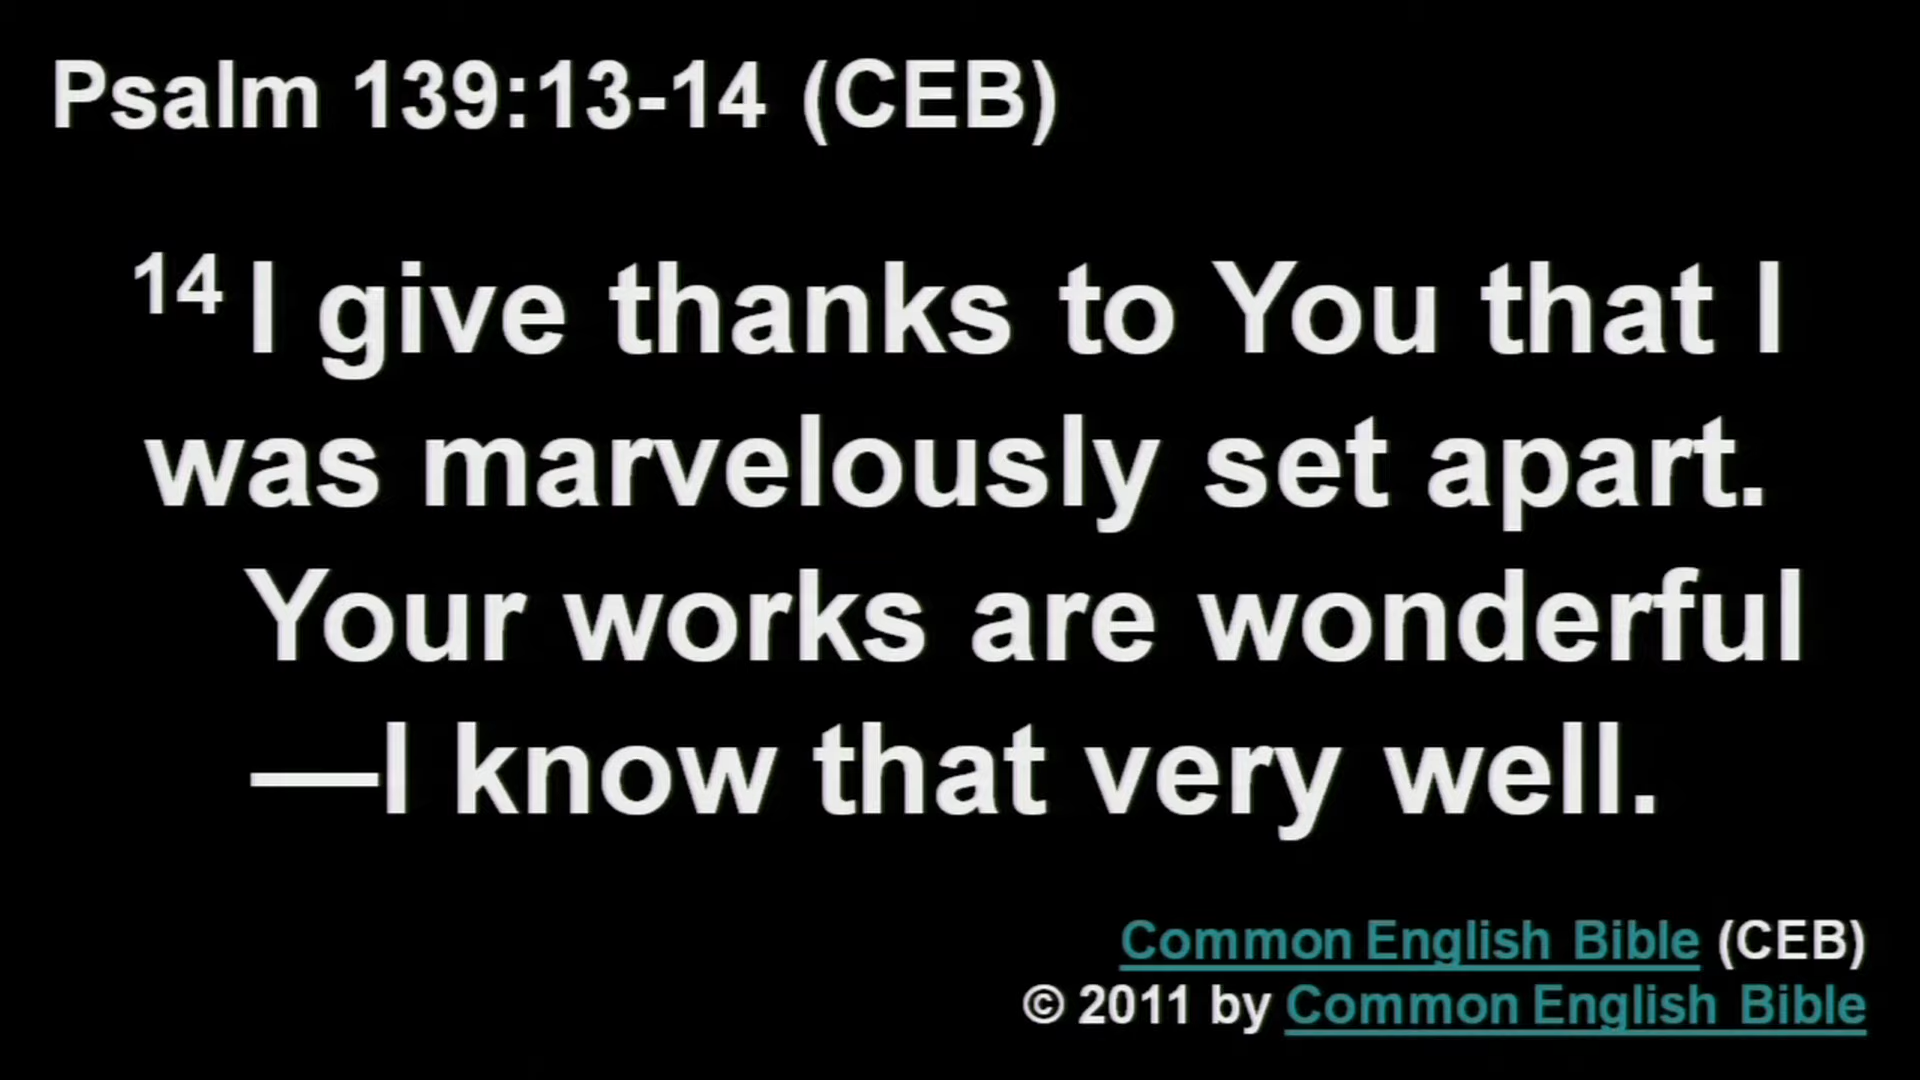 Psalm 139:13-14 (CEB)
14 I give thanks to You that I
was marvelously set apart.
Your works are wonderful
—I know that very well.
Common English Bible (CEB)
© 2011 by Common English Bible